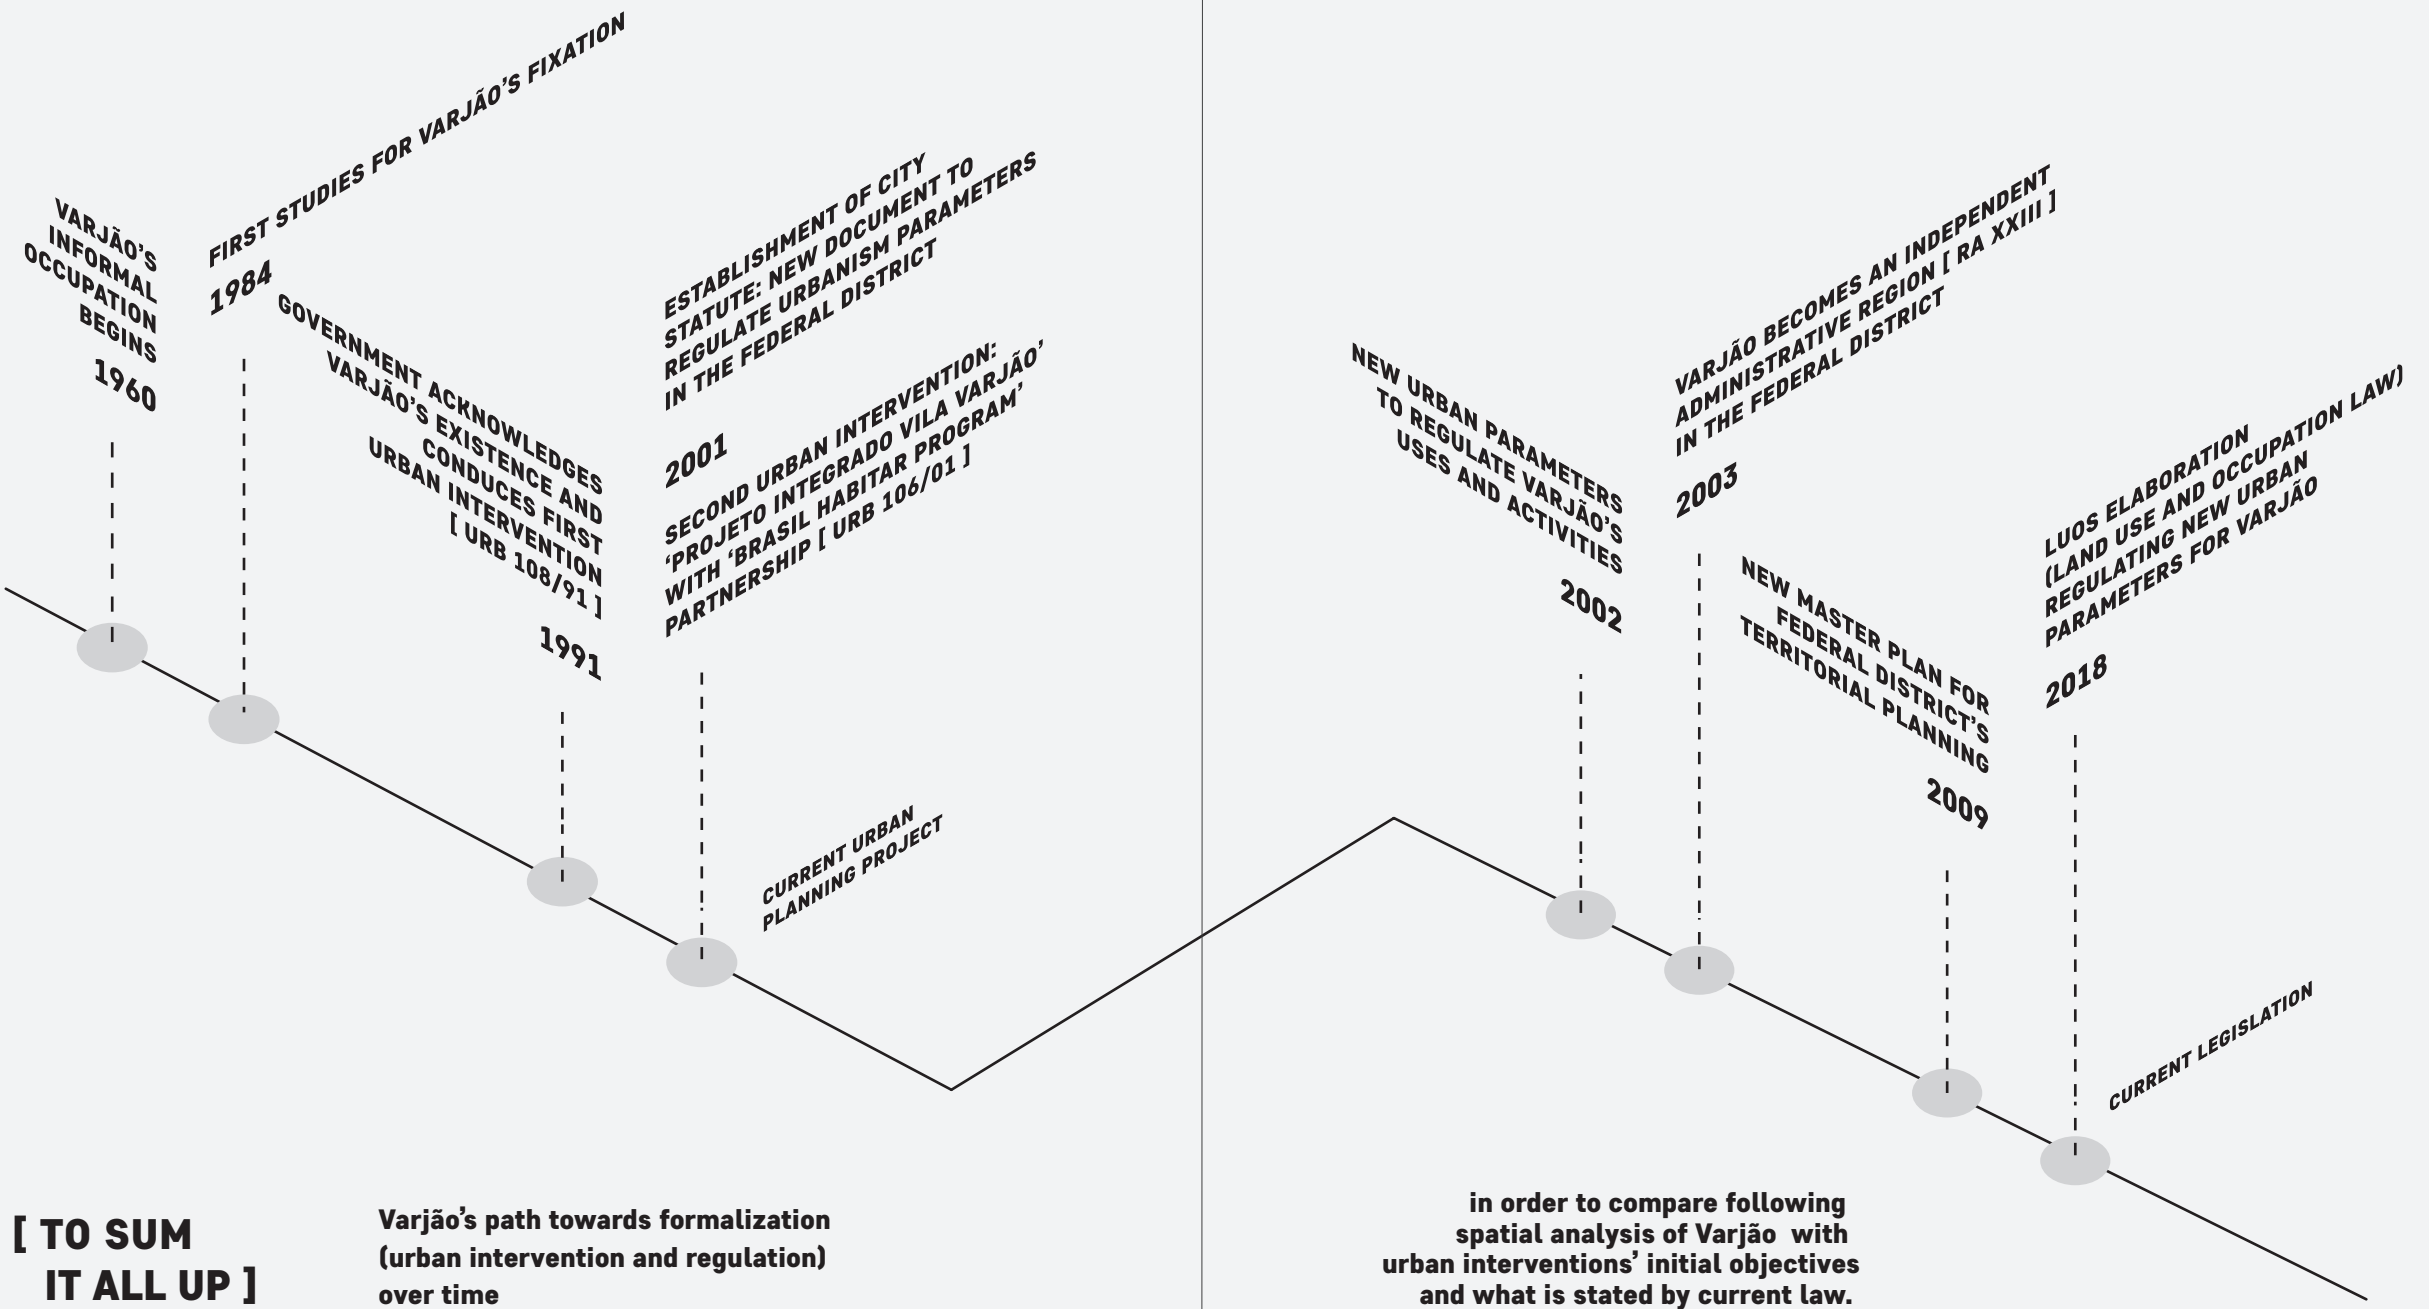 VARJÃO’S
INFORMAL
OCCUPATION
BEGINS
1960
FIRST STUDIES FOR VARJÃO’S FIXATION
1984
GOVERNMENT ACKNOWLEDGES
VARJÃO’S EXISTENCE AND
CONDUCES FIRST
URBAN INTERVENTION
[ URB 108/91 ]
1991
ESTABLISHMENT OF CITY
STATUTE: NEW DOCUMENT TO
REGULATE URBANISM PARAMETERS
IN THE FEDERAL DISTRICT
2001
SECOND URBAN INTERVENTION:
‘PROJETO INTEGRADO VILA VARJÃO’
WITH ‘BRASIL HABITAR PROGRAM’
PARTNERSHIP [ URB 106/01 ]
CURRENT URBAN
PLANNING PROJECT
NEW URBAN PARAMETERS
TO REGULATE VARJÃO’S
USES AND ACTIVITIES
2002
VARJÃO BECOMES AN INDEPENDENT
ADMINISTRATIVE REGION [ RA XXIII ]
IN THE FEDERAL DISTRICT
2003
NEW MASTER PLAN FOR
FEDERAL DISTRICT’S
TERRITORIAL PLANNING
2009
LUOS ELABORATION
(LAND USE AND OCCUPATION LAW)
REGULATING NEW URBAN
PARAMETERS FOR VARJÃO
2018
CURRENT LEGISLATION
[ TO SUM
IT ALL UP ]
Varjão’s path towards formalization
(urban intervention and regulation)
over time
in order to compare following
spatial analysis of Varjão with
urban interventions’ initial objectives
and what is stated by current law.